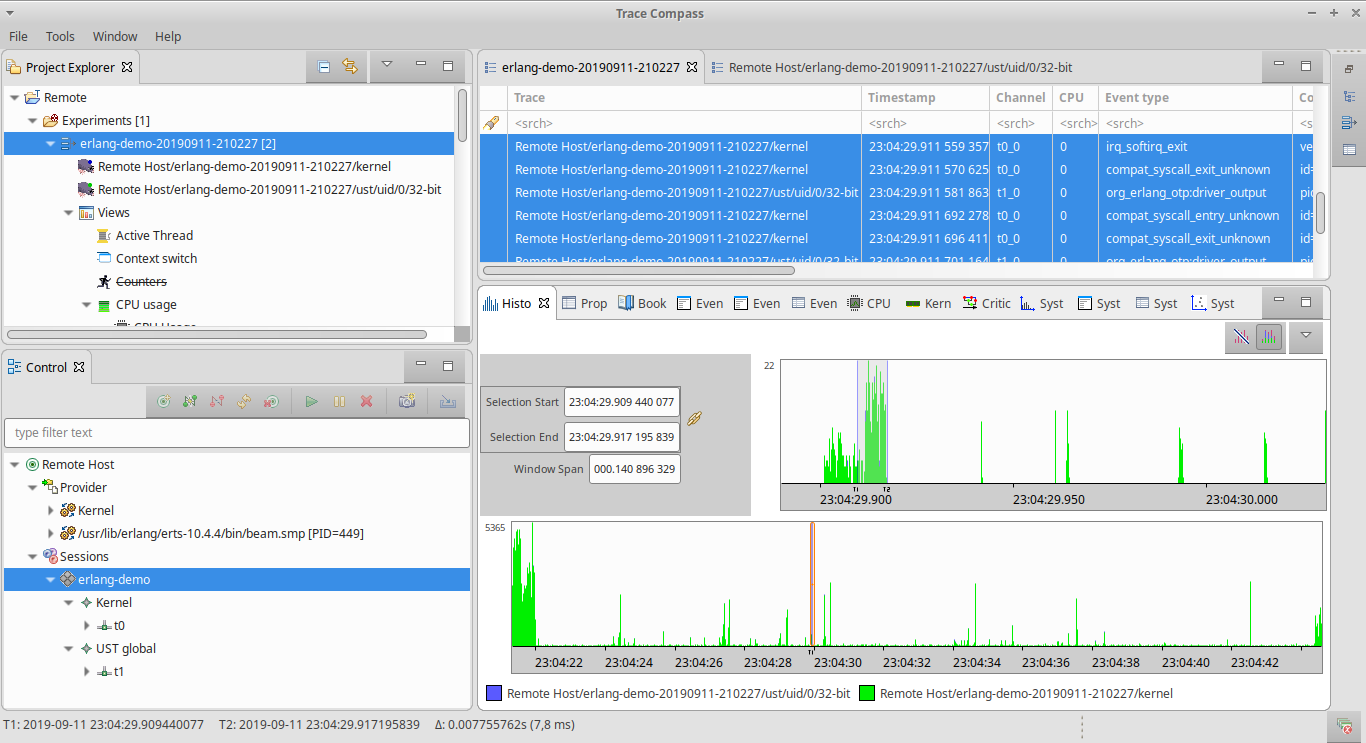 Trace Compass
File Tools Window Help
Project Explorer
Remote
Experiments [1]
erlang-demo-20190911-210227 [2]
Remote Host/erlang-demo-20190911-210227/kernel
Remote Host/erlang-demo-20190911-210227/ust/uid/0/32-bit
Views
Active Thread
Context switch
Counters
CPU usage
CPU Usage
erlang-demo-20190911-210227 Remote Host/erlang-demo-20190911-210227/ust/uid/0/32-bit
Trace Timestamp Channel CPU Event type Co
<srch> <srch> <srch> <srch> <srch> <s
Remote Host/erlang-demo-20190911-210227/kernel 23:04:29.911 559 357 t0_0 0 irq_softirq_exit ve
Remote Host/erlang-demo-20190911-210227/kernel 23:04:29.911 570 625 t0_0 0 compat_syscall_exit_unknown id=
Remote Host/erlang-demo-20190911-210227/ust/uid/0/32-bit 23:04:29.911 581 863 t1_0 0 org_erlang_otp:driver_output pic
Remote Host/erlang-demo-20190911-210227/kernel 23:04:29.911 692 278 t0_0 0 compat_syscall_entry_unknown id=
Remote Host/erlang-demo-20190911-210227/kernel 23:04:29.911 696 411 t0_0 0 compat_syscall_exit_unknown id=
Remote Host/erlang-demo-20190911-210227/ust/uid/0/32-bit 23:04:29.911 701 164 t1_0 0
Control
type filter text
Remote Host
Provider
Kernel
/usr/lib/erlang/erts-10.4.4/bin/beam.smp [PID=449]
Sessions
erlang-demo
Kernel
t0
UST global
t1
Histo Prop Book Even Even Even CPU Kern Critic Syst Syst Syst Syst
Selection Start 23:04:29.909 440 077
Selection End 23:04:29.917 195 839
Window Span 000.140 896 329
22
T1 T2
23:04:29.900 23:04:29.950 23:04:30.000
5365
23:04:22 23:04:24 23:04:26 23:04:28 23:04:30 23:04:32 23:04:34 23:04:36 23:04:38 23:04:40 23:04:42
Remote Host/erlang-demo-20190911-210227/ust/uid/0/32-bit Remote Host/erlang-demo-20190911-210227/kernel
T1: 2019-09-11 23:04:29.909440077 T2: 2019-09-11 23:04:29.917195839 Δ: 0.007755762s (7,8 ms)